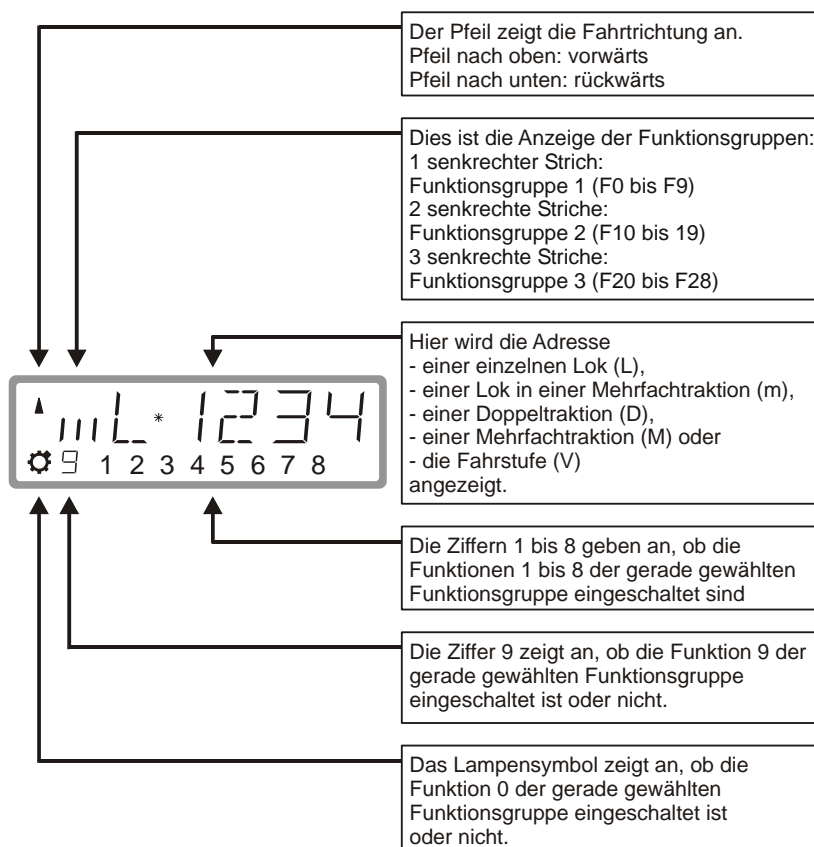 Der Pfeil zeigt die Fahrtrichtung an.
Pfeil nach oben: vorwärts
Pfeil nach unten: rückwärts
Dies ist die Anzeige der Funktionsgruppen:
1 senkrechter Strich:
Funktionsgruppe 1 (F0 bis F9)
2 senkrechte Striche:
Funktionsgruppe 2 (F10 bis 19)
3 senkrechte Striche:
Funktionsgruppe 3 (F20 bis F28)
Hier wird die Adresse
- einer einzelnen Lok (L),
- einer Lok in einer Mehrfachtraktion (m),
- einer Doppeltraktion (D),
- einer Mehrfachtraktion (M) oder
- die Fahrstufe (V)
angezeigt.
L * 1234
9 1 2 3 4 5 6 7 8
Die Ziffern 1 bis 8 geben an, ob die
Funktionen 1 bis 8 der gerade gewählten
Funktionsgruppe eingeschaltet sind
Die Ziffer 9 zeigt an, ob die Funktion 9 der
gerade gewählten Funktionsgruppe
eingeschaltet ist oder nicht.
Das Lampensymbol zeigt an, ob die
Funktion 0 der gerade gewählten
Funktionsgruppe eingeschaltet ist
oder nicht.